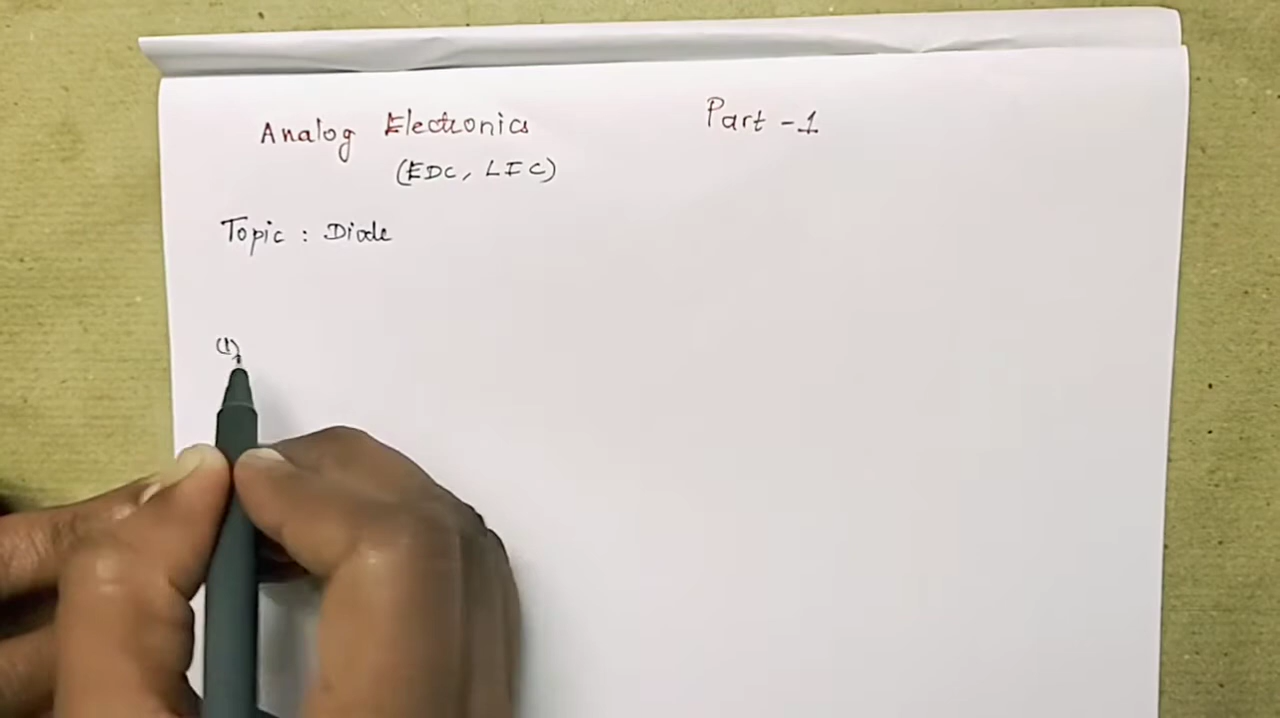 Analog Electronics Part - 1
(EDC, LIC)
Topic : Diode
(1)